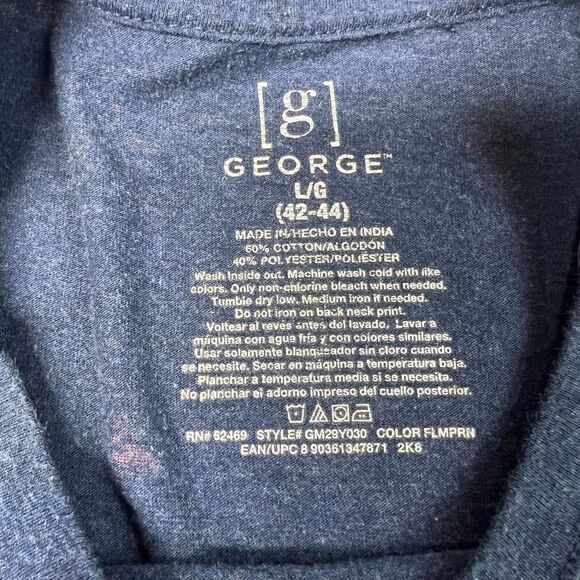 [g]
GEORGE™
L/G
(42-44)
MADE IN/HECHO EN INDIA
60% COTTON/ALGODÓN
40% POLYESTER/POLIÉSTER
Wash inside out. Machine wash cold with like
colors. Only non-chlorine bleach when needed.
Tumble dry low. Medium iron if needed.
Do not iron on back neck print.
Voltear al revés antes del lavado. Lavar a
máquina con agua fría y con colores similares.
Usar solamente blanqueador sin cloro cuando
se necesite. Secar en máquina a temperatura baja.
Planchar a temperatura media si se necesita.
No planchar el adorno impreso del cuello posterior.
RN# 52469 STYLE# GM29Y030 COLOR FLMPRN
EAN/UPC 8 90361347871 2K6